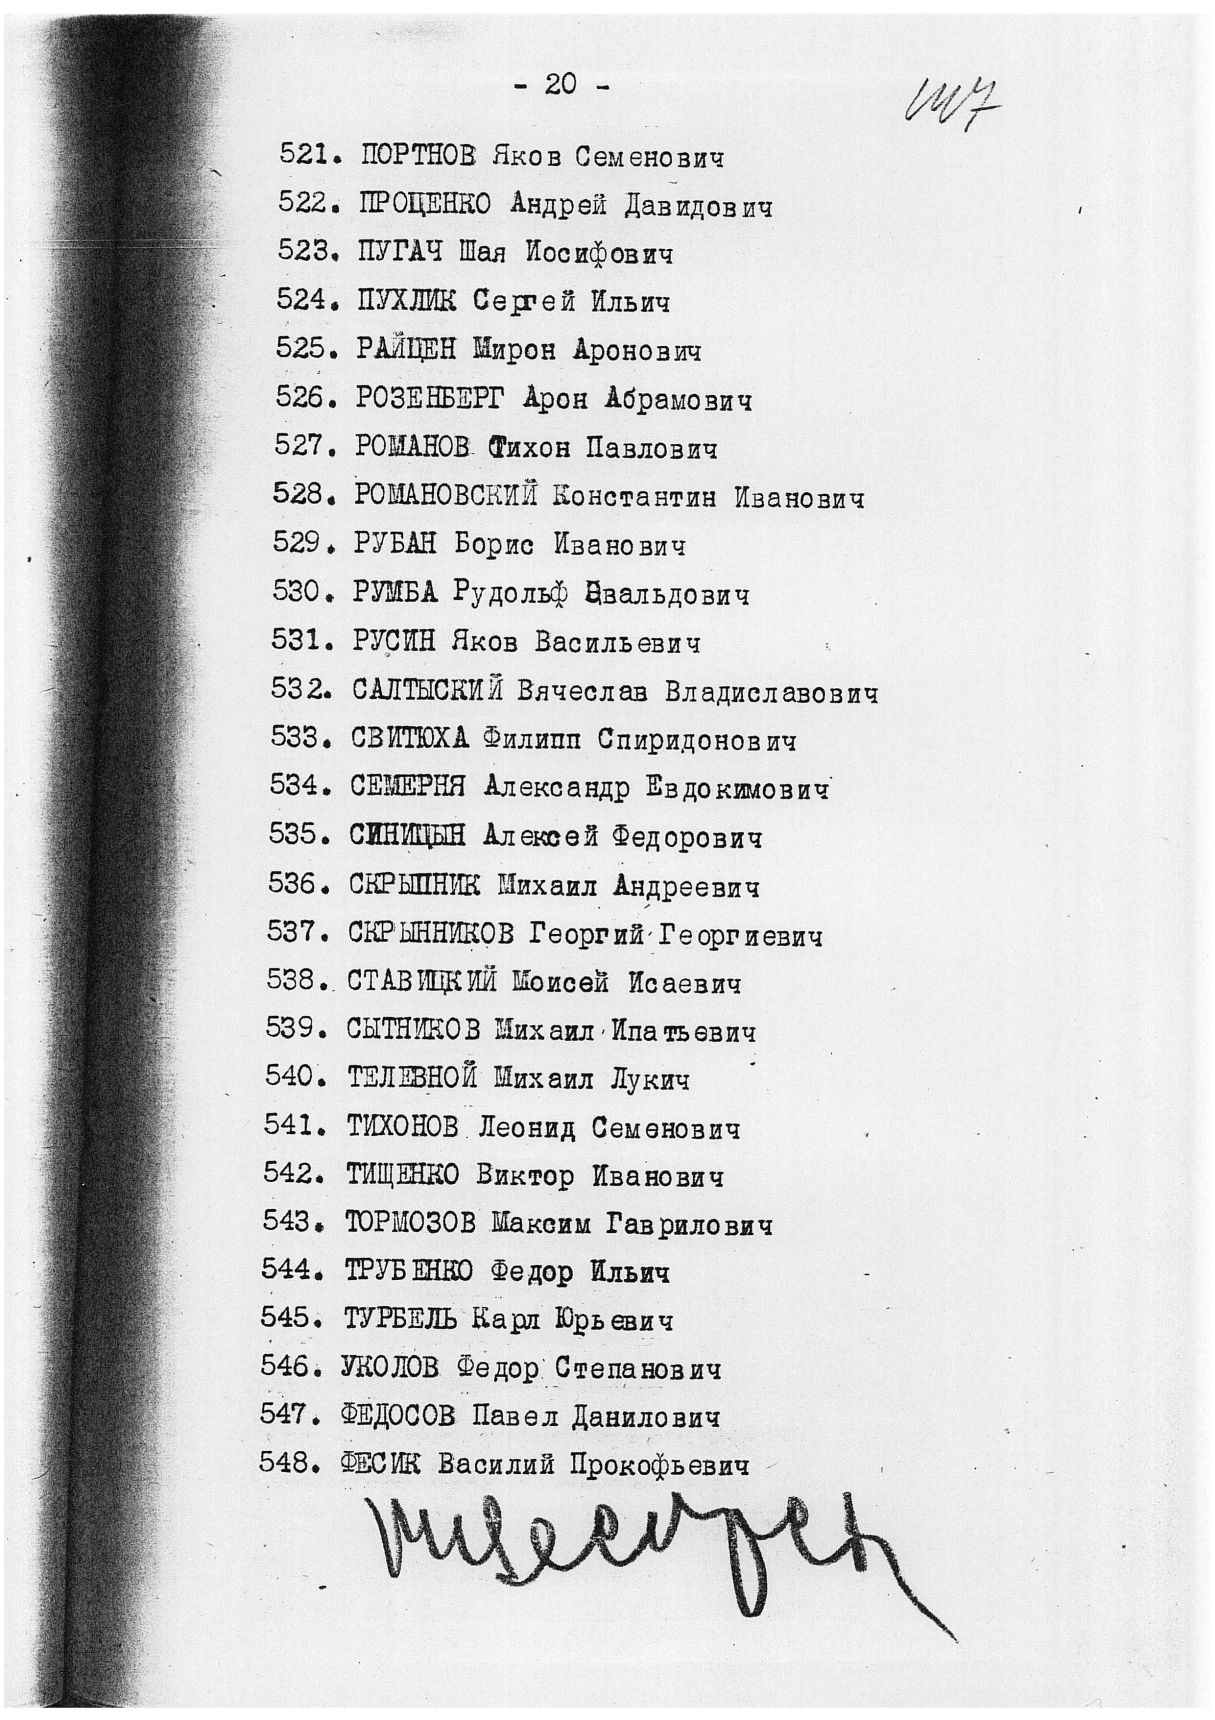 - 20 -
521. ПОРТНОВ Яков Семенович
522. ПРОЦЕНКО Андрей Давидович
523. ПУГАЧ Шая Иосифович
524. ПУХЛИК Сергей Ильич
525. РАЙЦЕН Мирон Аронович
526. РОЗЕНБЕРГ Арон Абрамович
527. РОМАНОВ Тихон Павлович
528. РОМАНОВСКИЙ Константин Иванович
529. РУБАН Борис Иванович
530. РУМБА Рудольф Эвальдович
531. РУСИН Яков Васильевич
532. САЛТЫСКИЙ Вячеслав Владиславович
533. СВИТЮХА Филипп Спиридонович
534. СЕМЕРНЯ Александр Евдокимович
535. СИНИЦЫН Алексей Федорович
536. СКРЫПНИК Михаил Андреевич
537. СКРЫННИКОВ Георгий Георгиевич
538. СТАВИЦКИЙ Моисей Исаевич
539. СЫТНИКОВ Михаил Ипатьевич
540. ТЕЛЕВНОЙ Михаил Лукич
541. ТИХОНОВ Леонид Семенович
542. ТИЩЕНКО Виктор Иванович
543. ТОРМОЗОВ Максим Гаврилович
544. ТРУБЕНКО Федор Ильич
545. ТУРБЕЛЬ Карл Юрьевич
546. УКОЛОВ Федор Степанович
547. ФЕДОСОВ Павел Данилович
548. ФЕСИК Василий Прокофьевич